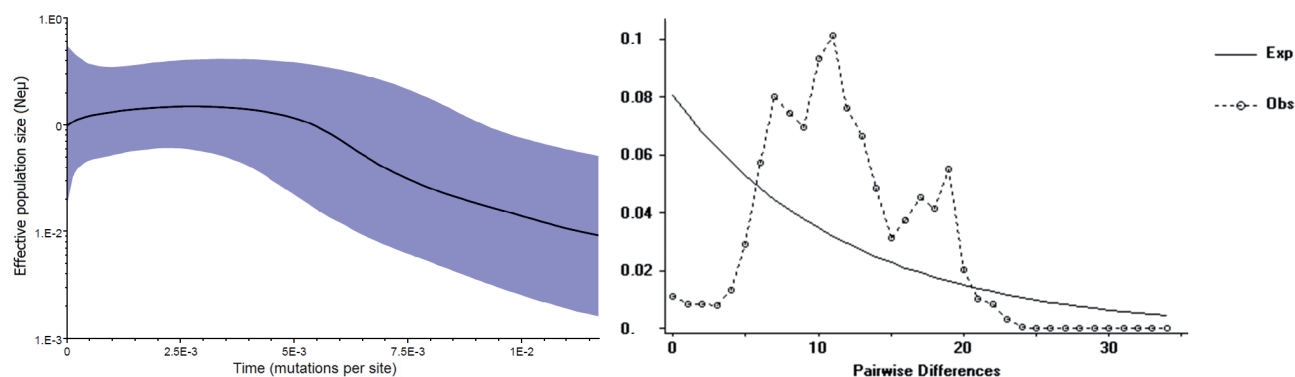 1.E0
0
1.E-2
1.E-3
Effective population size (Neμ)
0
2.5E-3
5E-3
7.5E-3
1E-2
Time (mutations per site)
0.1
0.08
0.06
0.04
0.02
0.
0
10
20
30
Pairwise Differences
Exp
Obs